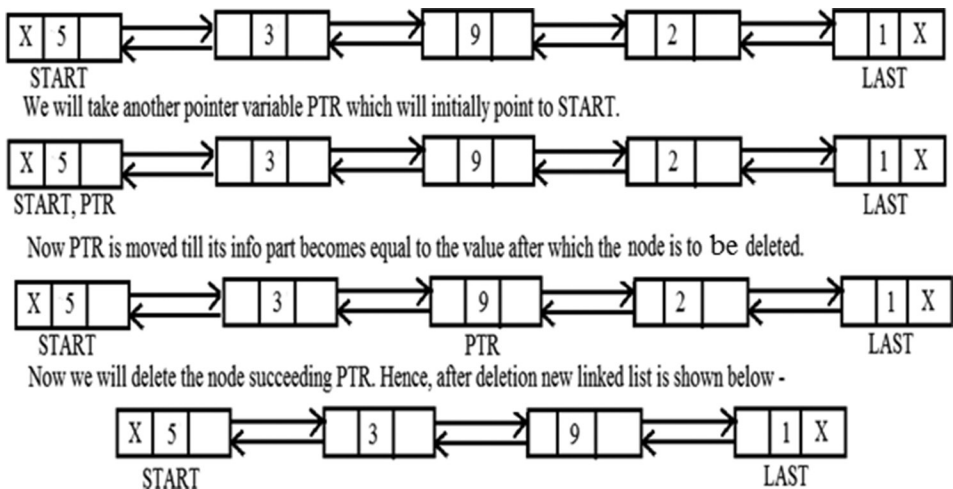 X 5 3 9 2 1 X
START LAST
We will take another pointer variable PTR which will initially point to START.
X 5 3 9 2 1 X
START, PTR LAST
Now PTR is moved till its info part becomes equal to the value after which the node is to be deleted.
X 5 3 9 2 1 X
START PTR LAST
Now we will delete the node succeeding PTR. Hence, after deletion new linked list is shown below -
X 5 3 9 1 X
START LAST